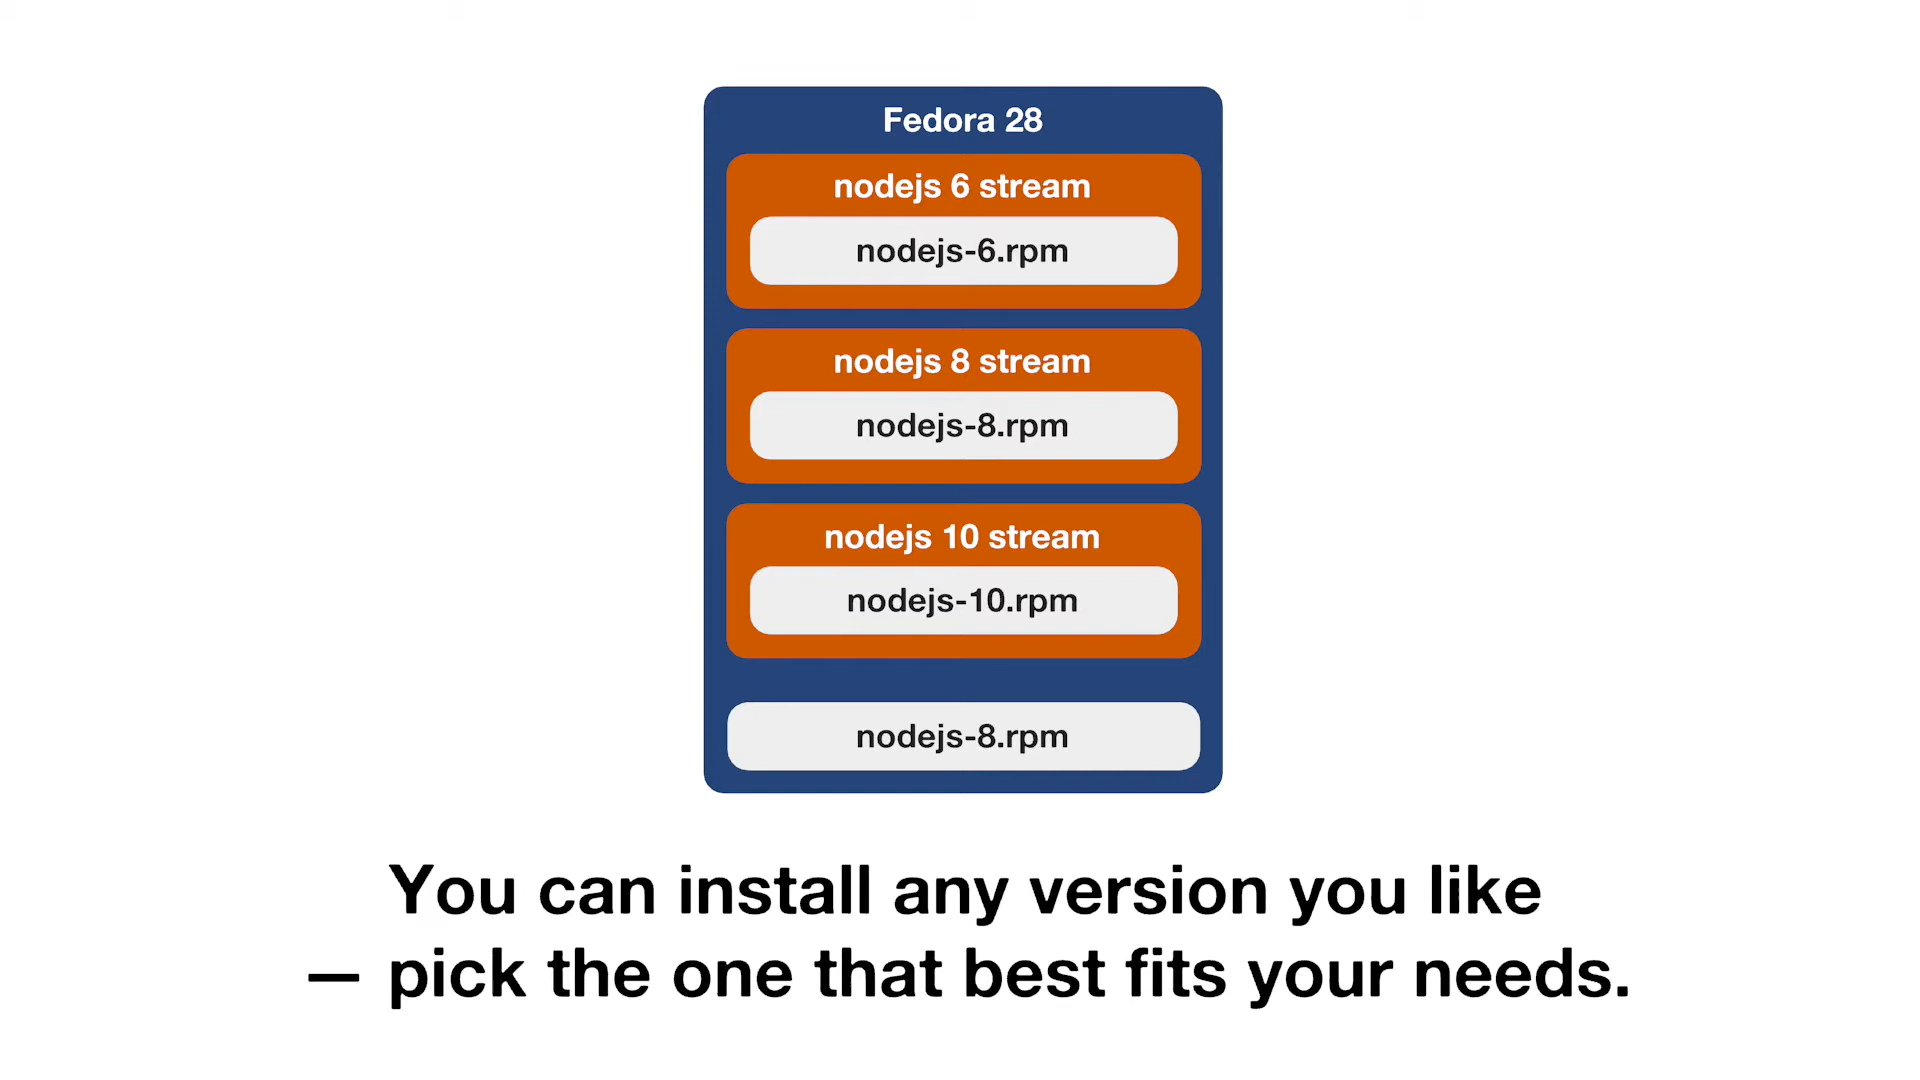 Fedora 28
nodejs 6 stream
nodejs-6.rpm
nodejs 8 stream
nodejs-8.rpm
nodejs 10 stream
nodejs-10.rpm
nodejs-8.rpm
You can install any version you like
— pick the one that best fits your needs.